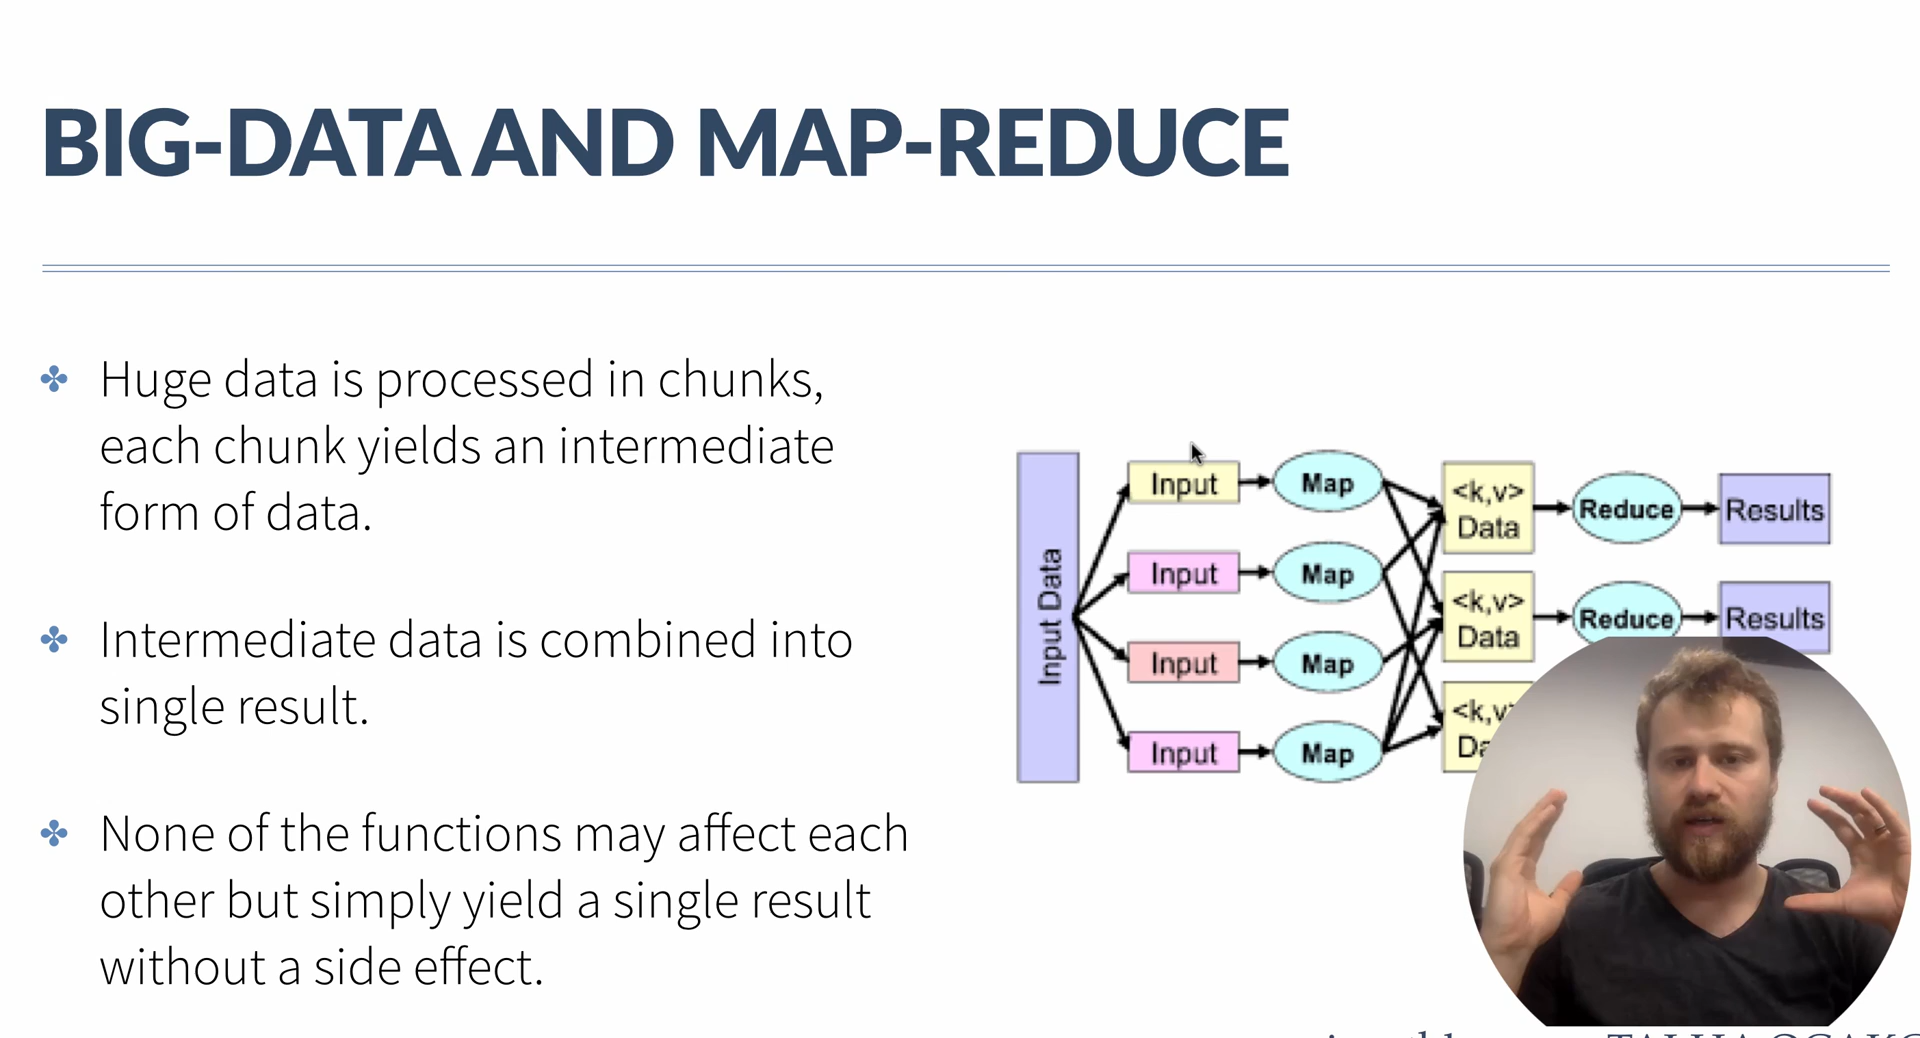 BIG-DATA AND MAP-REDUCE
Huge data is processed in chunks,
each chunk yields an intermediate
form of data.
Intermediate data is combined into
single result.
None of the functions may affect each
other but simply yield a single result
without a side effect.
Input Data
Input
Map
<k,v>
Data
Reduce
Results
Input
Map
<k,v>
Data
Reduce
Results
Input
Map
Input
Map